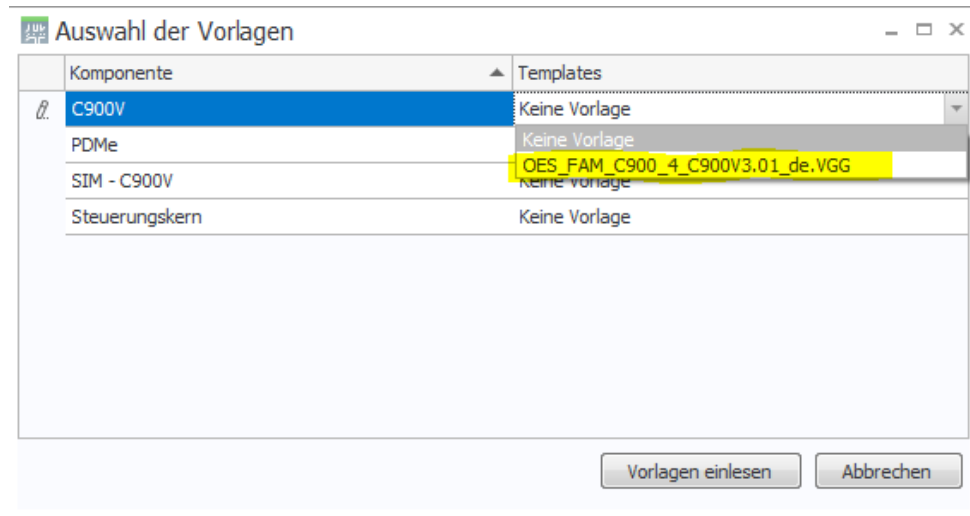 Auswahl der Vorlagen
Komponente Templates
C900V Keine Vorlage
PDMe Keine Vorlage
OES_FAM_C900_4_C900V3.01_de.VGG
SIM - C900V Keine Vorlage
Steuerungskern Keine Vorlage
Vorlagen einlesen Abbrechen